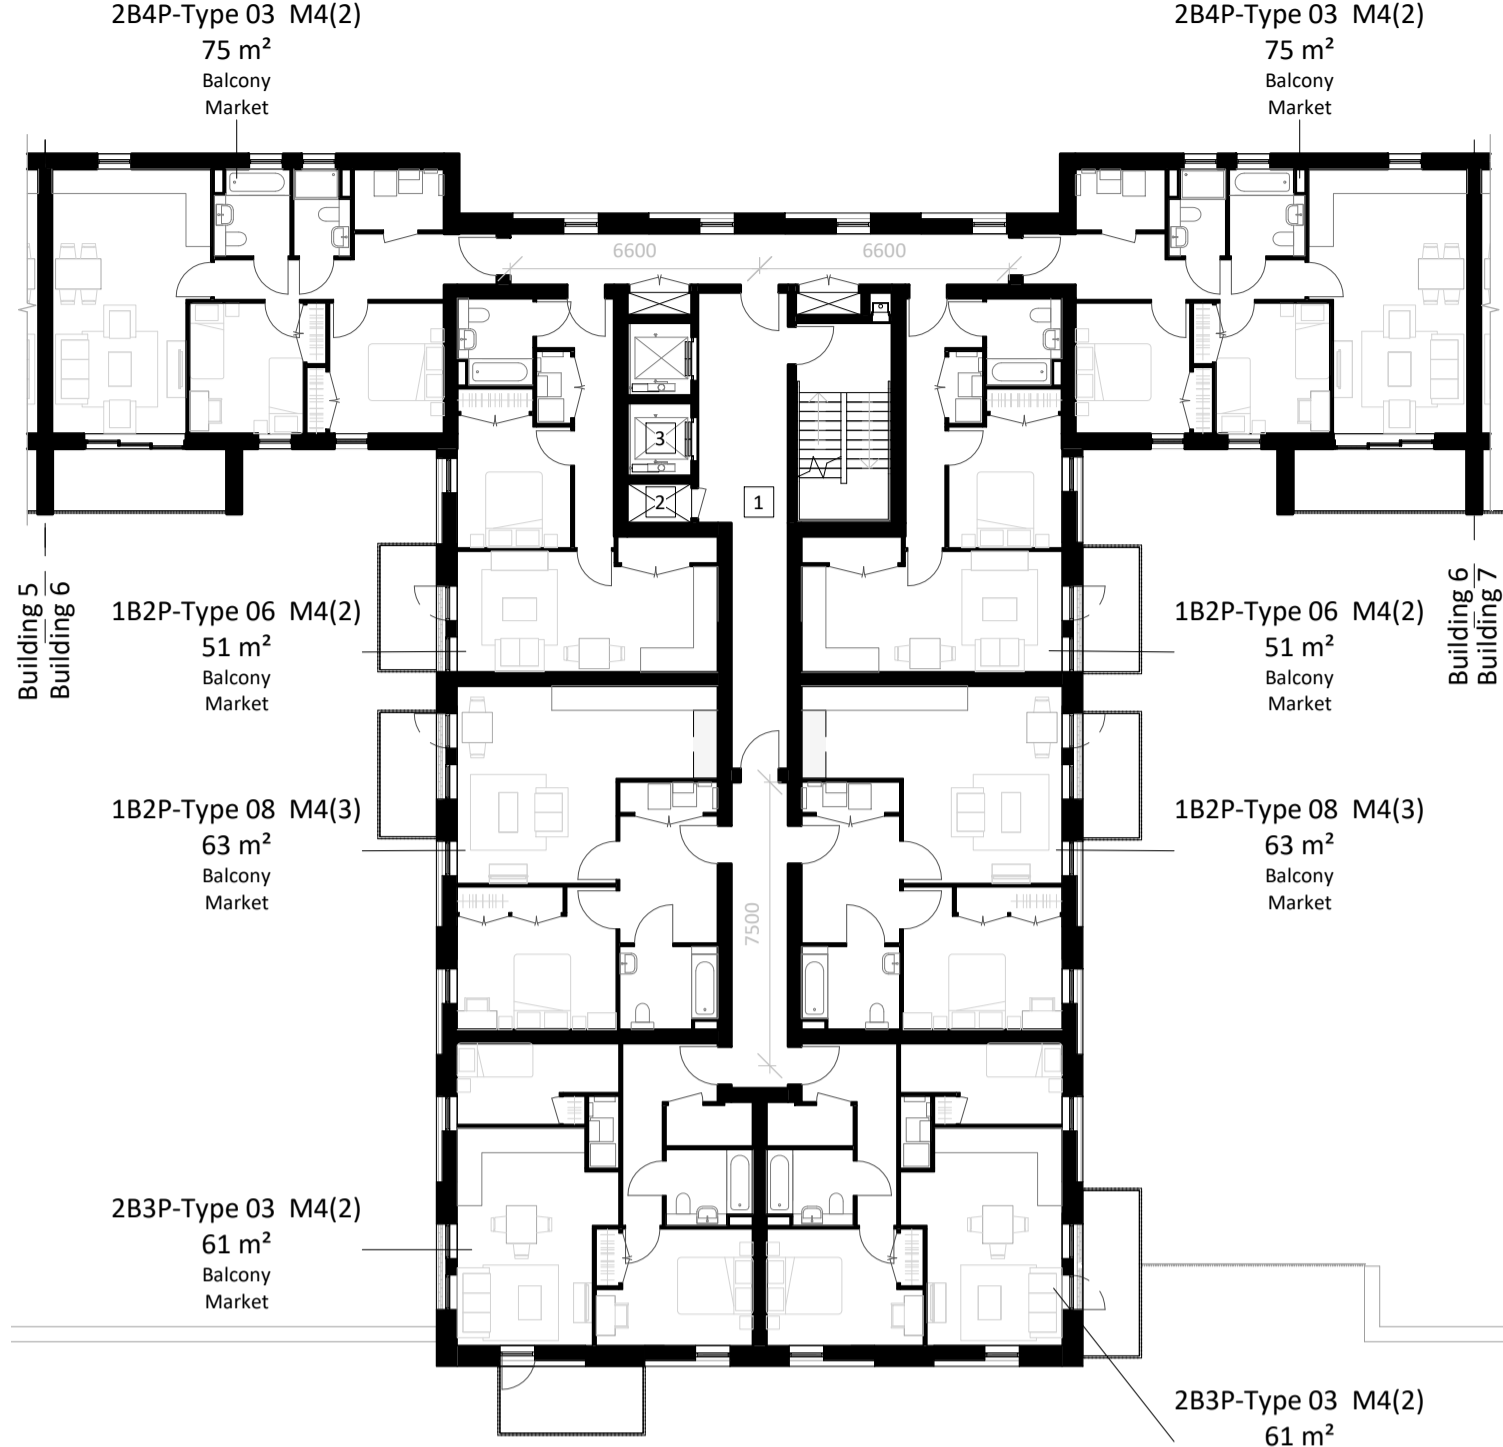 2B4P-Type 03 M4(2)
75 m²
Balcony
Market
2B4P-Type 03 M4(2)
75 m²
Balcony
Market
6600
6600
3
2
1
Building 5
Building 6
1B2P-Type 06 M4(2)
51 m²
Balcony
Market
1B2P-Type 06 M4(2)
51 m²
Balcony
Market
Building 6
Building 7
1B2P-Type 08 M4(3)
63 m²
Balcony
Market
1B2P-Type 08 M4(3)
63 m²
Balcony
Market
7500
2B3P-Type 03 M4(2)
61 m²
Balcony
Market
2B3P-Type 03 M4(2)
61 m²